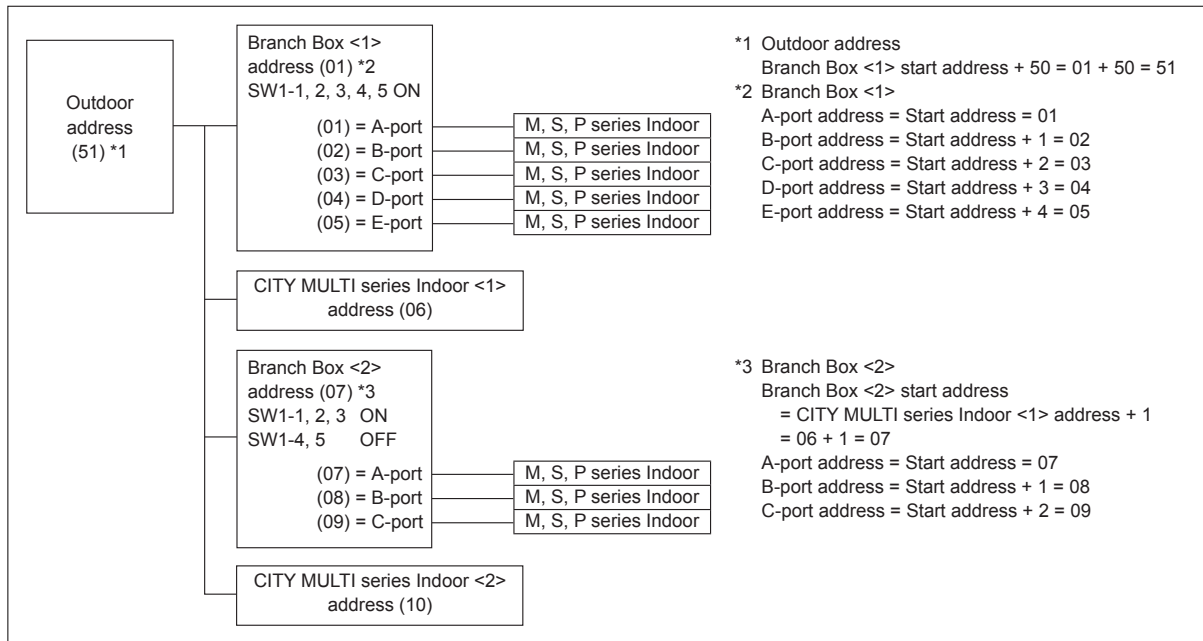 Outdoor
address
(51) *1
Branch Box <1>
address (01) *2
SW1-1, 2, 3, 4, 5 ON
(01) = A-port
M, S, P series Indoor
(02) = B-port
M, S, P series Indoor
(03) = C-port
M, S, P series Indoor
(04) = D-port
M, S, P series Indoor
(05) = E-port
M, S, P series Indoor
CITY MULTI series Indoor <1>
address (06)
Branch Box <2>
address (07) *3
SW1-1, 2, 3 ON
SW1-4, 5 OFF
(07) = A-port
M, S, P series Indoor
(08) = B-port
M, S, P series Indoor
(09) = C-port
M, S, P series Indoor
CITY MULTI series Indoor <2>
address (10)
*1 Outdoor address
Branch Box <1> start address + 50 = 01 + 50 = 51
*2 Branch Box <1>
A-port address = Start address = 01
B-port address = Start address + 1 = 02
C-port address = Start address + 2 = 03
D-port address = Start address + 3 = 04
E-port address = Start address + 4 = 05
*3 Branch Box <2>
Branch Box <2> start address
= CITY MULTI series Indoor <1> address + 1
= 06 + 1 = 07
A-port address = Start address = 07
B-port address = Start address + 1 = 08
C-port address = Start address + 2 = 09